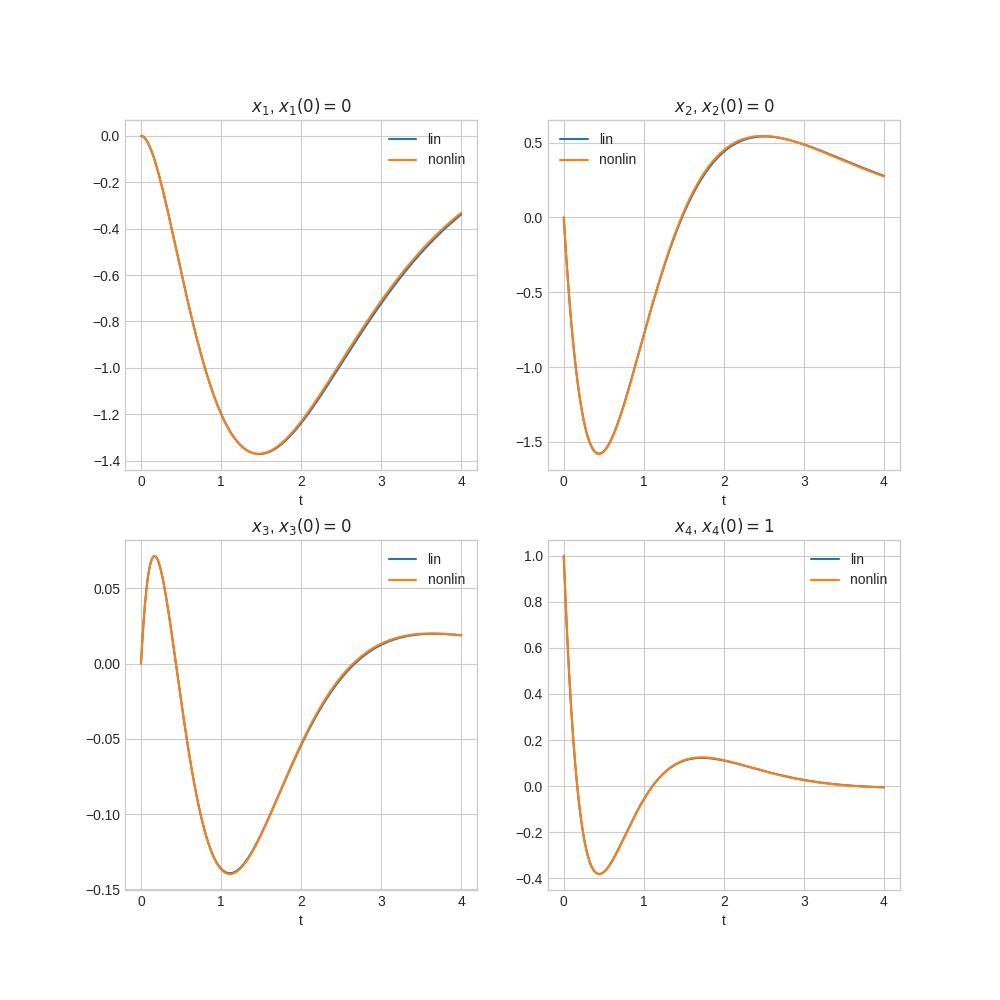 x₁, x₁(0) = 0
lin
nonlin
0.0
−0.2
−0.4
−0.6
−0.8
−1.0
−1.2
−1.4
0 1 2 3 4
t
x₂, x₂(0) = 0
lin
nonlin
0.5
0.0
−0.5
−1.0
−1.5
0 1 2 3 4
t
x₃, x₃(0) = 0
lin
nonlin
0.05
0.00
−0.05
−0.10
−0.15
0 1 2 3 4
t
x₄, x₄(0) = 1
lin
nonlin
1.0
0.8
0.6
0.4
0.2
0.0
−0.2
−0.4
0 1 2 3 4
t